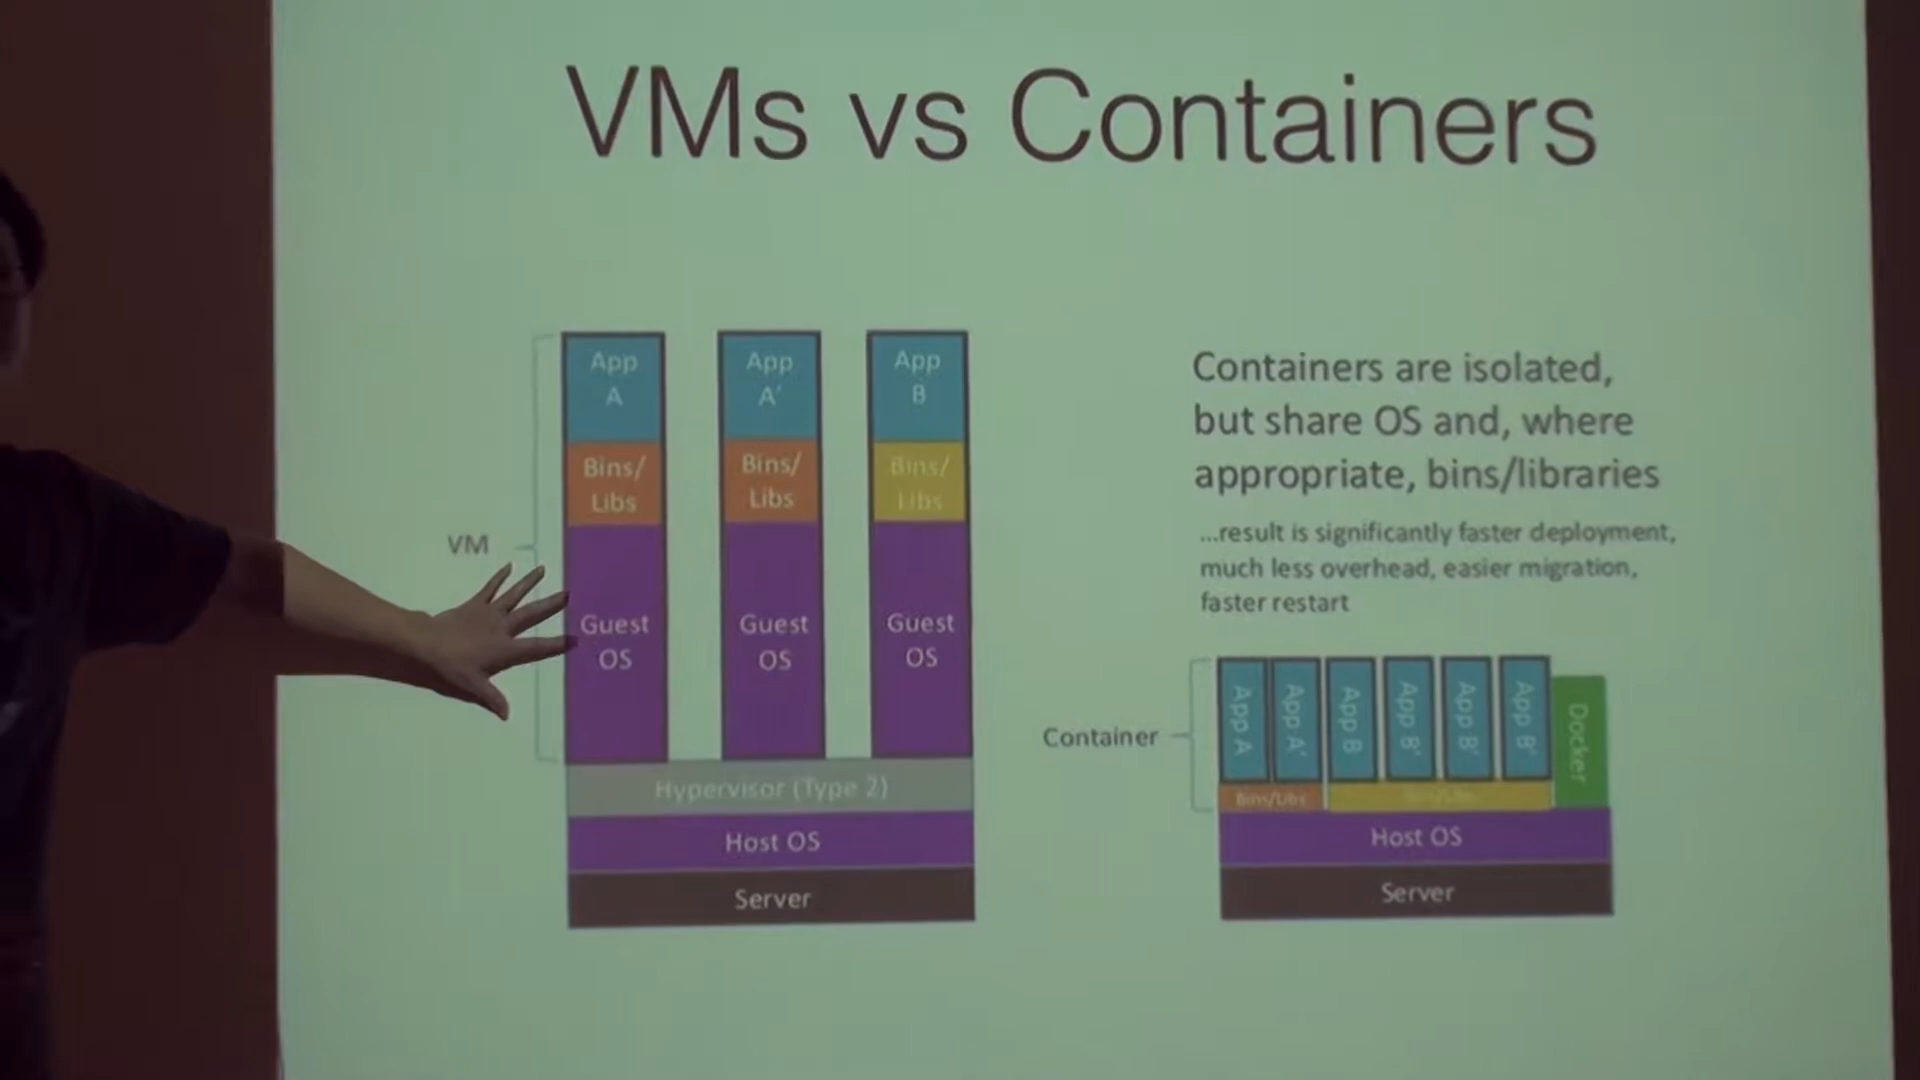 VMs vs Containers
App
A
App
A'
App
B
Bins/
Libs
Bins/
Libs
Bins/
Libs
VM
Guest
OS
Guest
OS
Guest
OS
Hypervisor (Type 2)
Host OS
Server
Containers are isolated,
but share OS and, where
appropriate, bins/libraries
...result is significantly faster deployment,
much less overhead, easier migration,
faster restart
Container
App A
App A'
App B
App B'
App B'
App B'
Docker
Bins/Libs
Bins/Libs
Host OS
Server